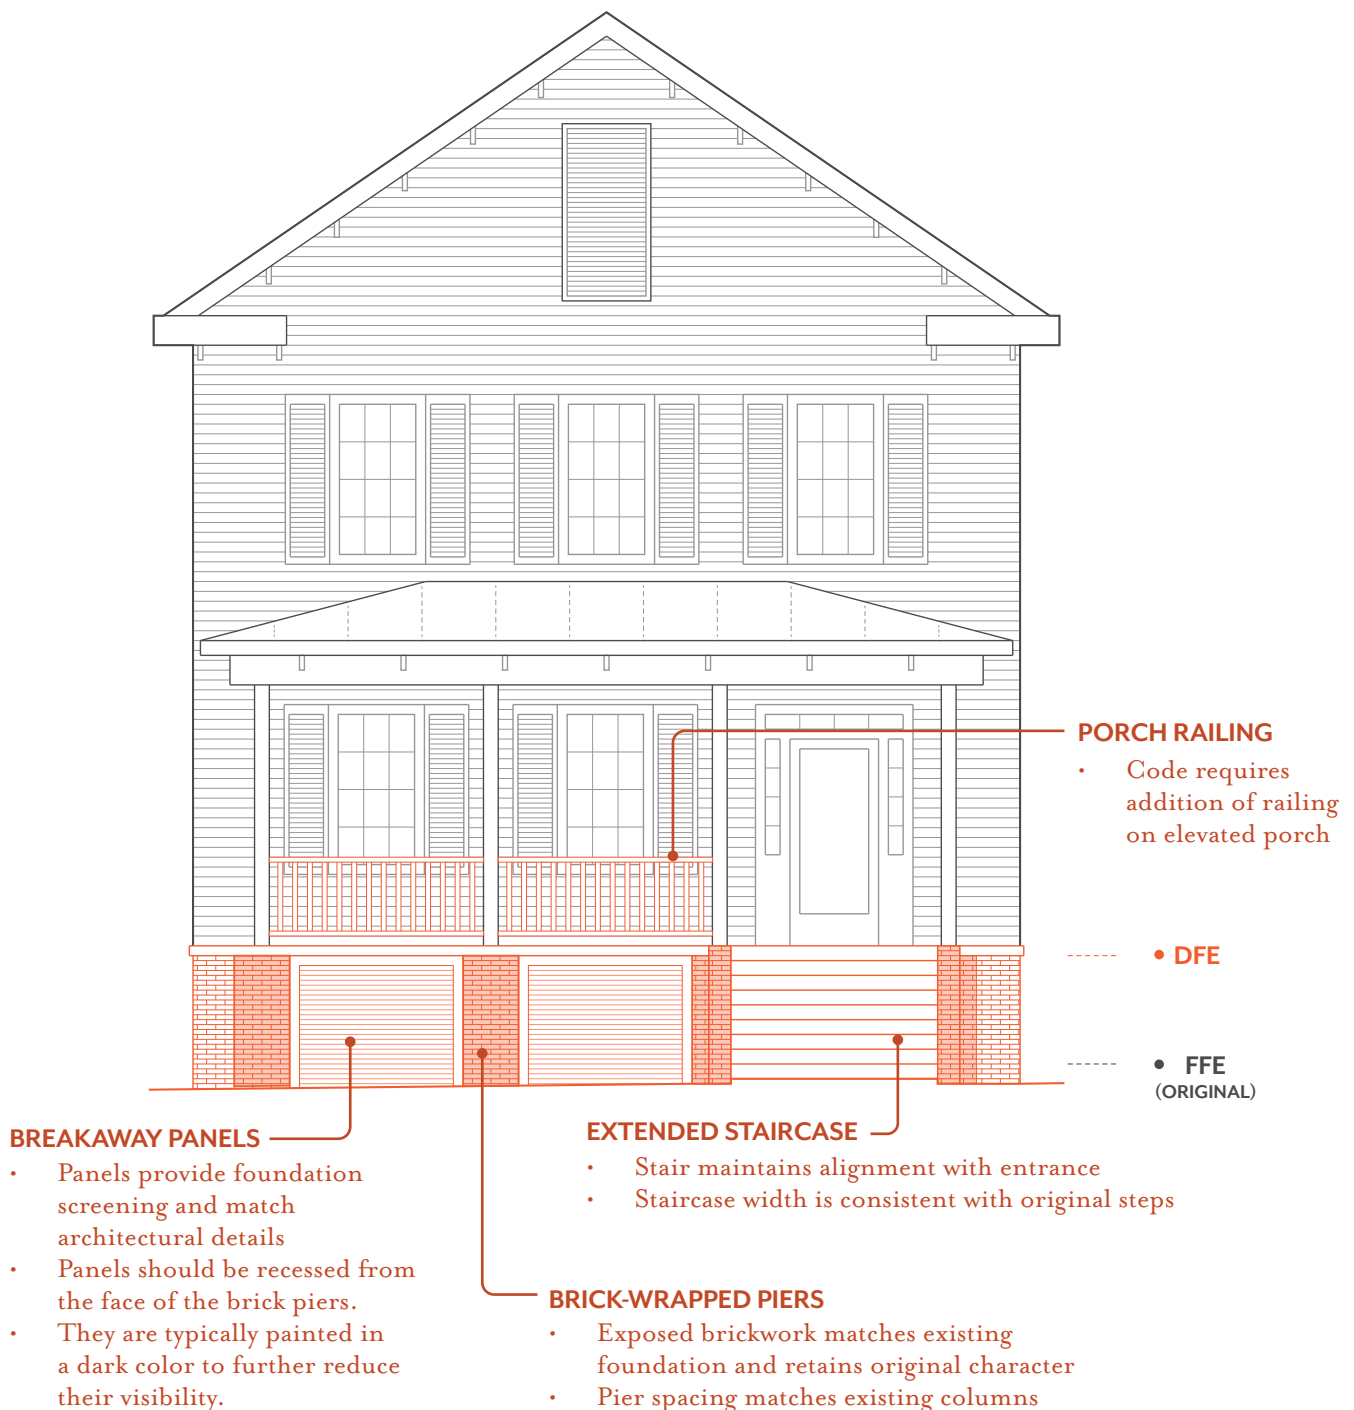 PORCH RAILING
• Code requires
addition of railing
on elevated porch
• DFE
• FFE
(ORIGINAL)
BREAKAWAY PANELS
• Panels provide foundation
screening and match
architectural details
• Panels should be recessed from
the face of the brick piers.
• They are typically painted in
a dark color to further reduce
their visibility.
EXTENDED STAIRCASE
• Stair maintains alignment with entrance
• Staircase width is consistent with original steps
BRICK-WRAPPED PIERS
• Exposed brickwork matches existing
foundation and retains original character
• Pier spacing matches existing columns